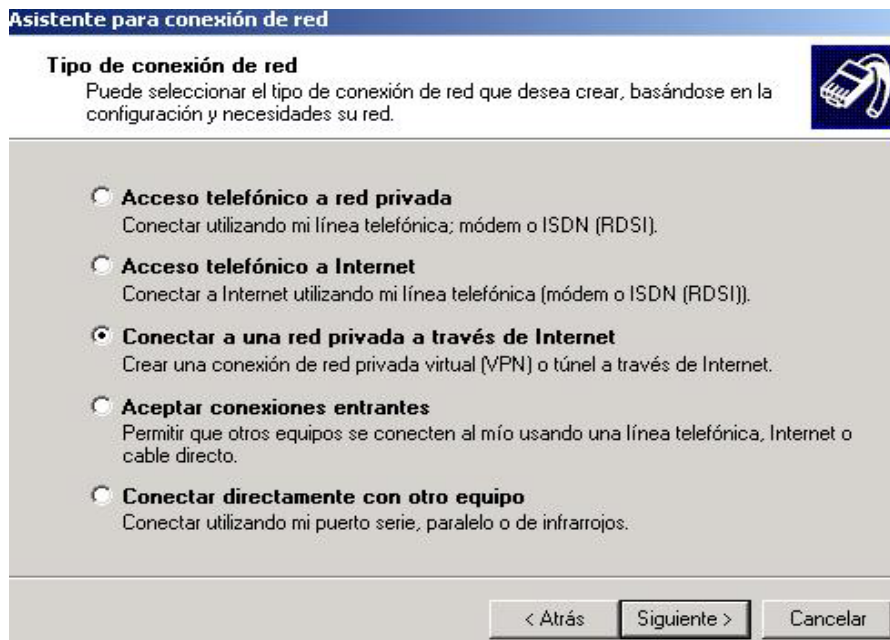 Asistente para conexión de red
Tipo de conexión de red
Puede seleccionar el tipo de conexión de red que desea crear, basándose en la
configuración y necesidades su red.
Acceso telefónico a red privada
Conectar utilizando mi línea telefónica; módem o ISDN (RDSI).
Acceso telefónico a Internet
Conectar a Internet utilizando mi línea telefónica (módem o ISDN (RDSI)).
Conectar a una red privada a través de Internet
Crear una conexión de red privada virtual (VPN) o túnel a través de Internet.
Aceptar conexiones entrantes
Permitir que otros equipos se conecten al mío usando una línea telefónica, Internet o
cable directo.
Conectar directamente con otro equipo
Conectar utilizando mi puerto serie, paralelo o de infrarrojos.
< Atrás Siguiente > Cancelar